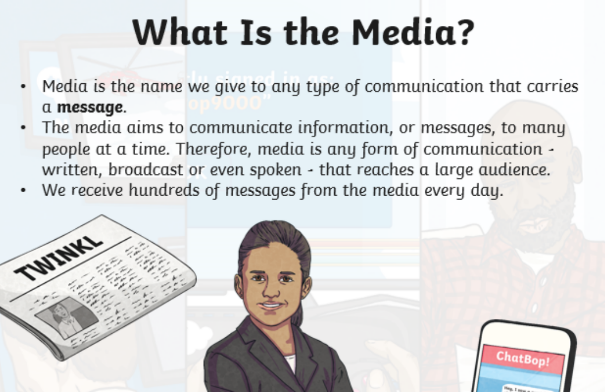 What Is the Media?
• Media is the name we give to any type of communication that carries
a message.
• The media aims to communicate information, or messages, to many
people at a time. Therefore, media is any form of communication -
written, broadcast or even spoken - that reaches a large audience.
• We receive hundreds of messages from the media every day.
TWINKL
ChatBop!